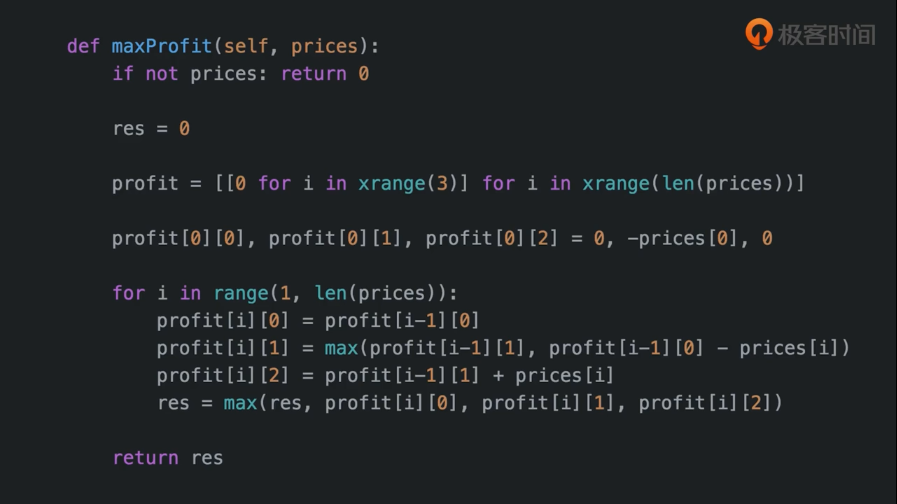 极客时间
def maxProfit(self, prices):
    if not prices: return 0
    res = 0
    profit = [[0 for i in xrange(3)] for i in xrange(len(prices))]
    profit[0][0], profit[0][1], profit[0][2] = 0, -prices[0], 0
    for i in range(1, len(prices)):
        profit[i][0] = profit[i-1][0]
        profit[i][1] = max(profit[i-1][1], profit[i-1][0] - prices[i])
        profit[i][2] = profit[i-1][1] + prices[i]
        res = max(res, profit[i][0], profit[i][1], profit[i][2])
    return res